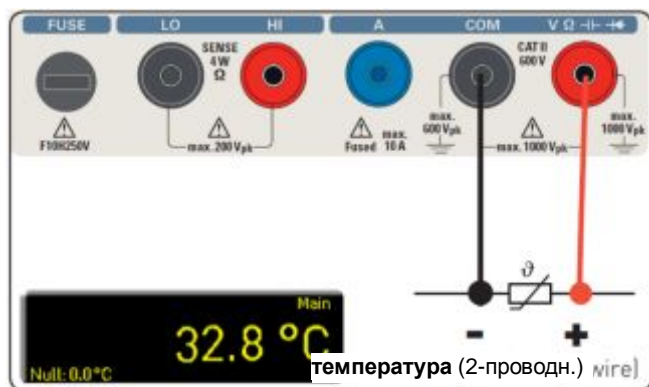 FUSE LO HI A COM V Ω
SENSE
4 W
Ω
CAT II
600 V
F10H250V
max. 200 Vpk
Fused max. 10 A
max.
600 Vpk
max. 1000 Vpk
max.
1000 Vpk
ϑ
- +
Main
32.8 °C
Null: 0.0°C
температура (2-проводн.) wire)